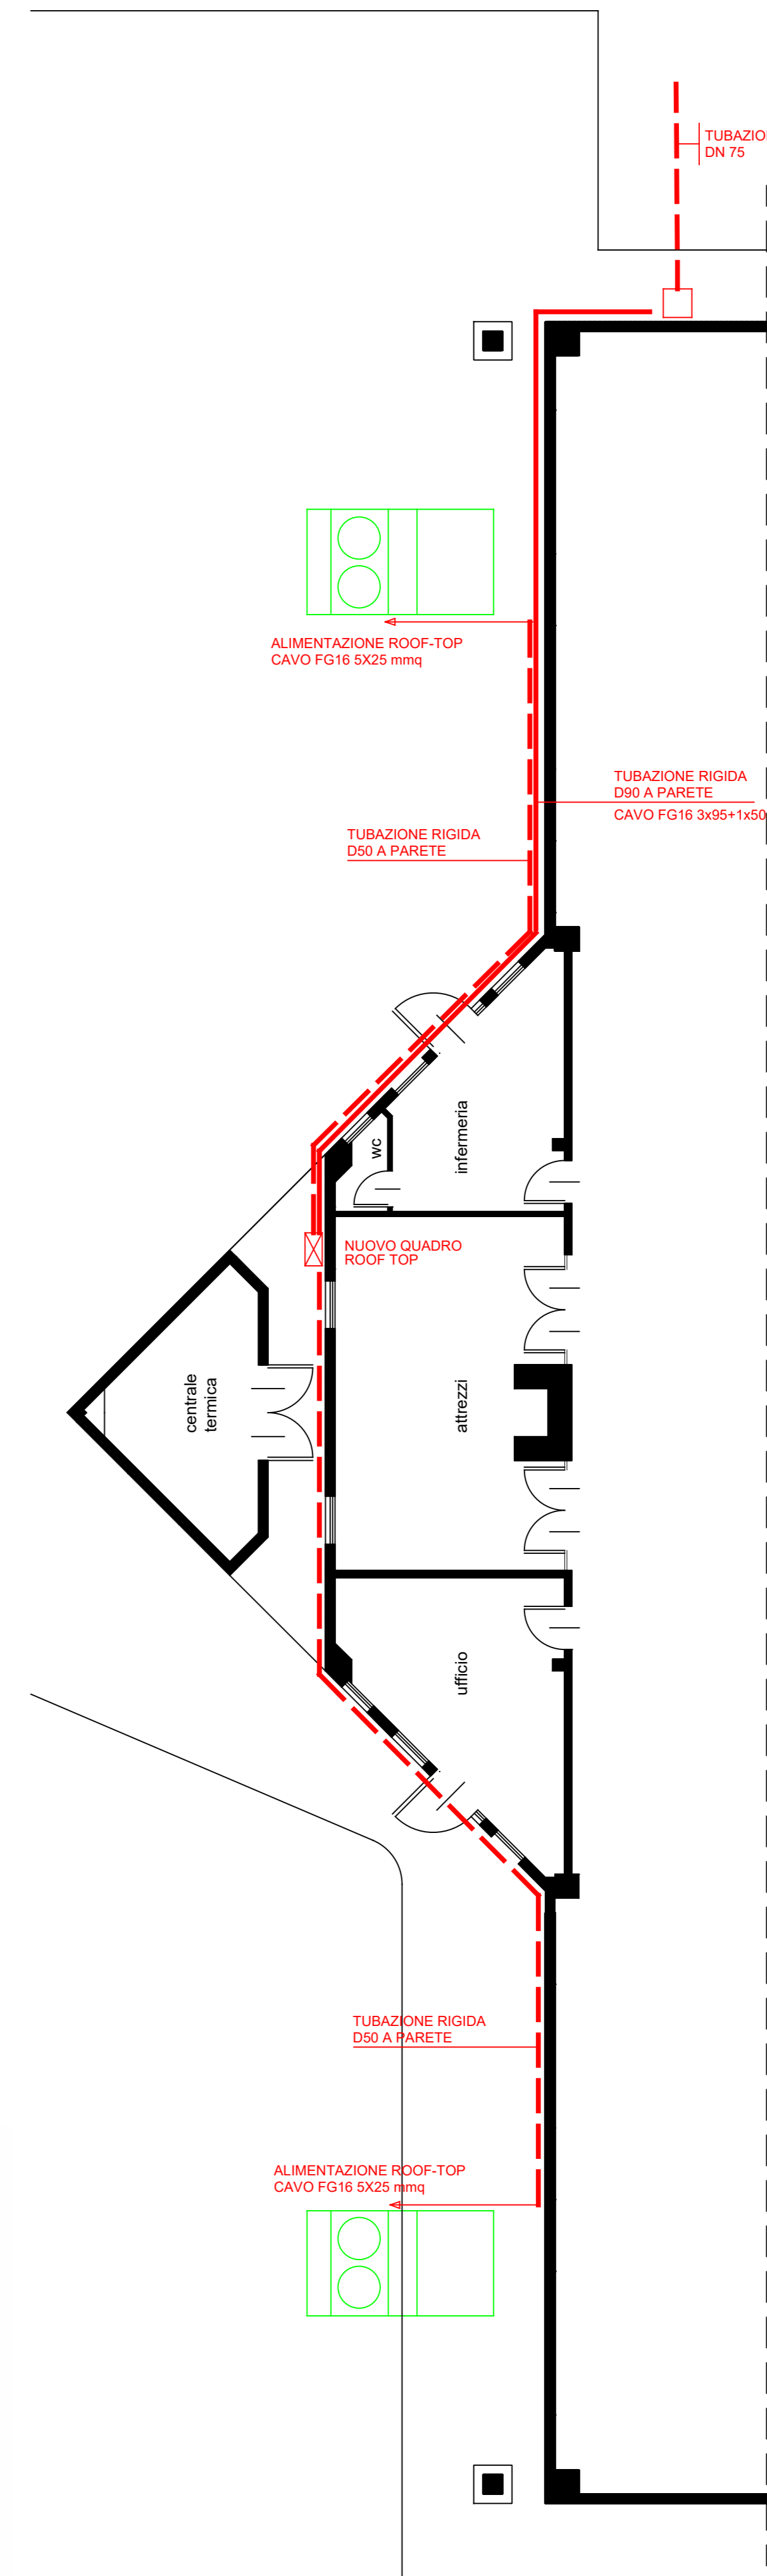 DN 75
ALIMENTAZIONE ROOF-TOP
CAVO FG16 5X25 mmq
TUBAZIONE RIGIDA
D90 A PARETE
CAVO FG16 3x95+1x50
TUBAZIONE RIGIDA
D50 A PARETE
infermeria
wc
NUOVO QUADRO
ROOF TOP
centrale
termica
attrezzi
ufficio
TUBAZIONE RIGIDA
D50 A PARETE
ALIMENTAZIONE ROOF-TOP
CAVO FG16 5X25 mmq